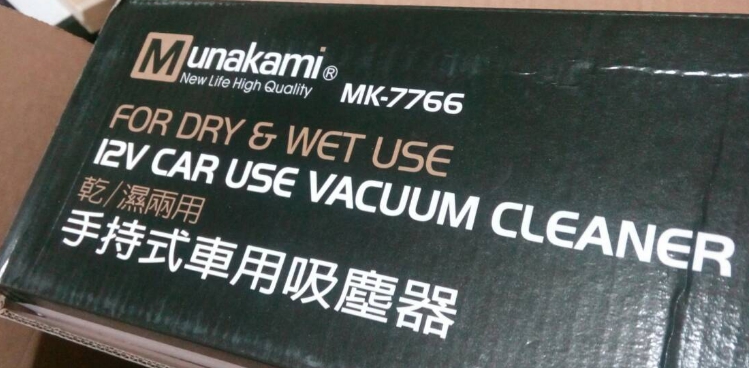 Munakami® MK-7766
New Life High Quality
FOR DRY & WET USE
12V CAR USE VACUUM CLEANER
乾/濕兩用
手持式車用吸塵器